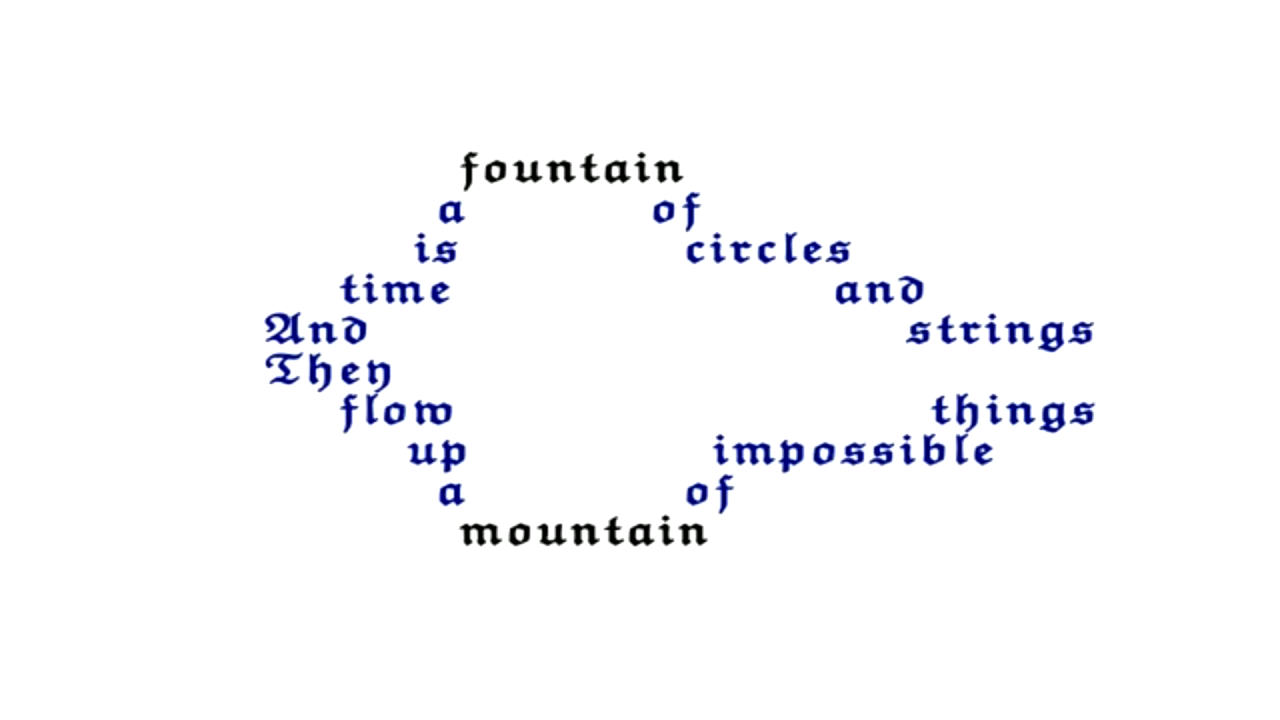 And time is a fountain of circles and strings
They flow up a mountain of impossible things